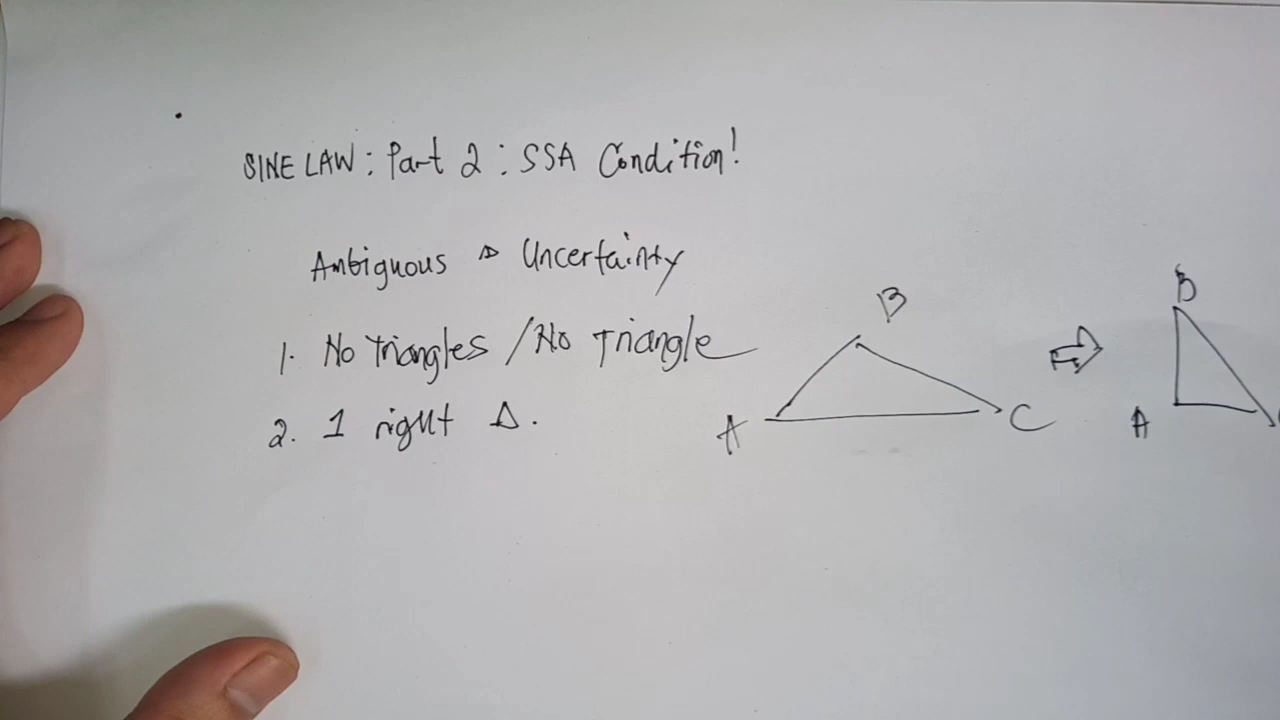 SINE LAW : Part 2 : SSA Condition!
Ambiguous → Uncertainty
1. No triangles / No Triangle
2. 1 right Δ.
B
A
C
B
A